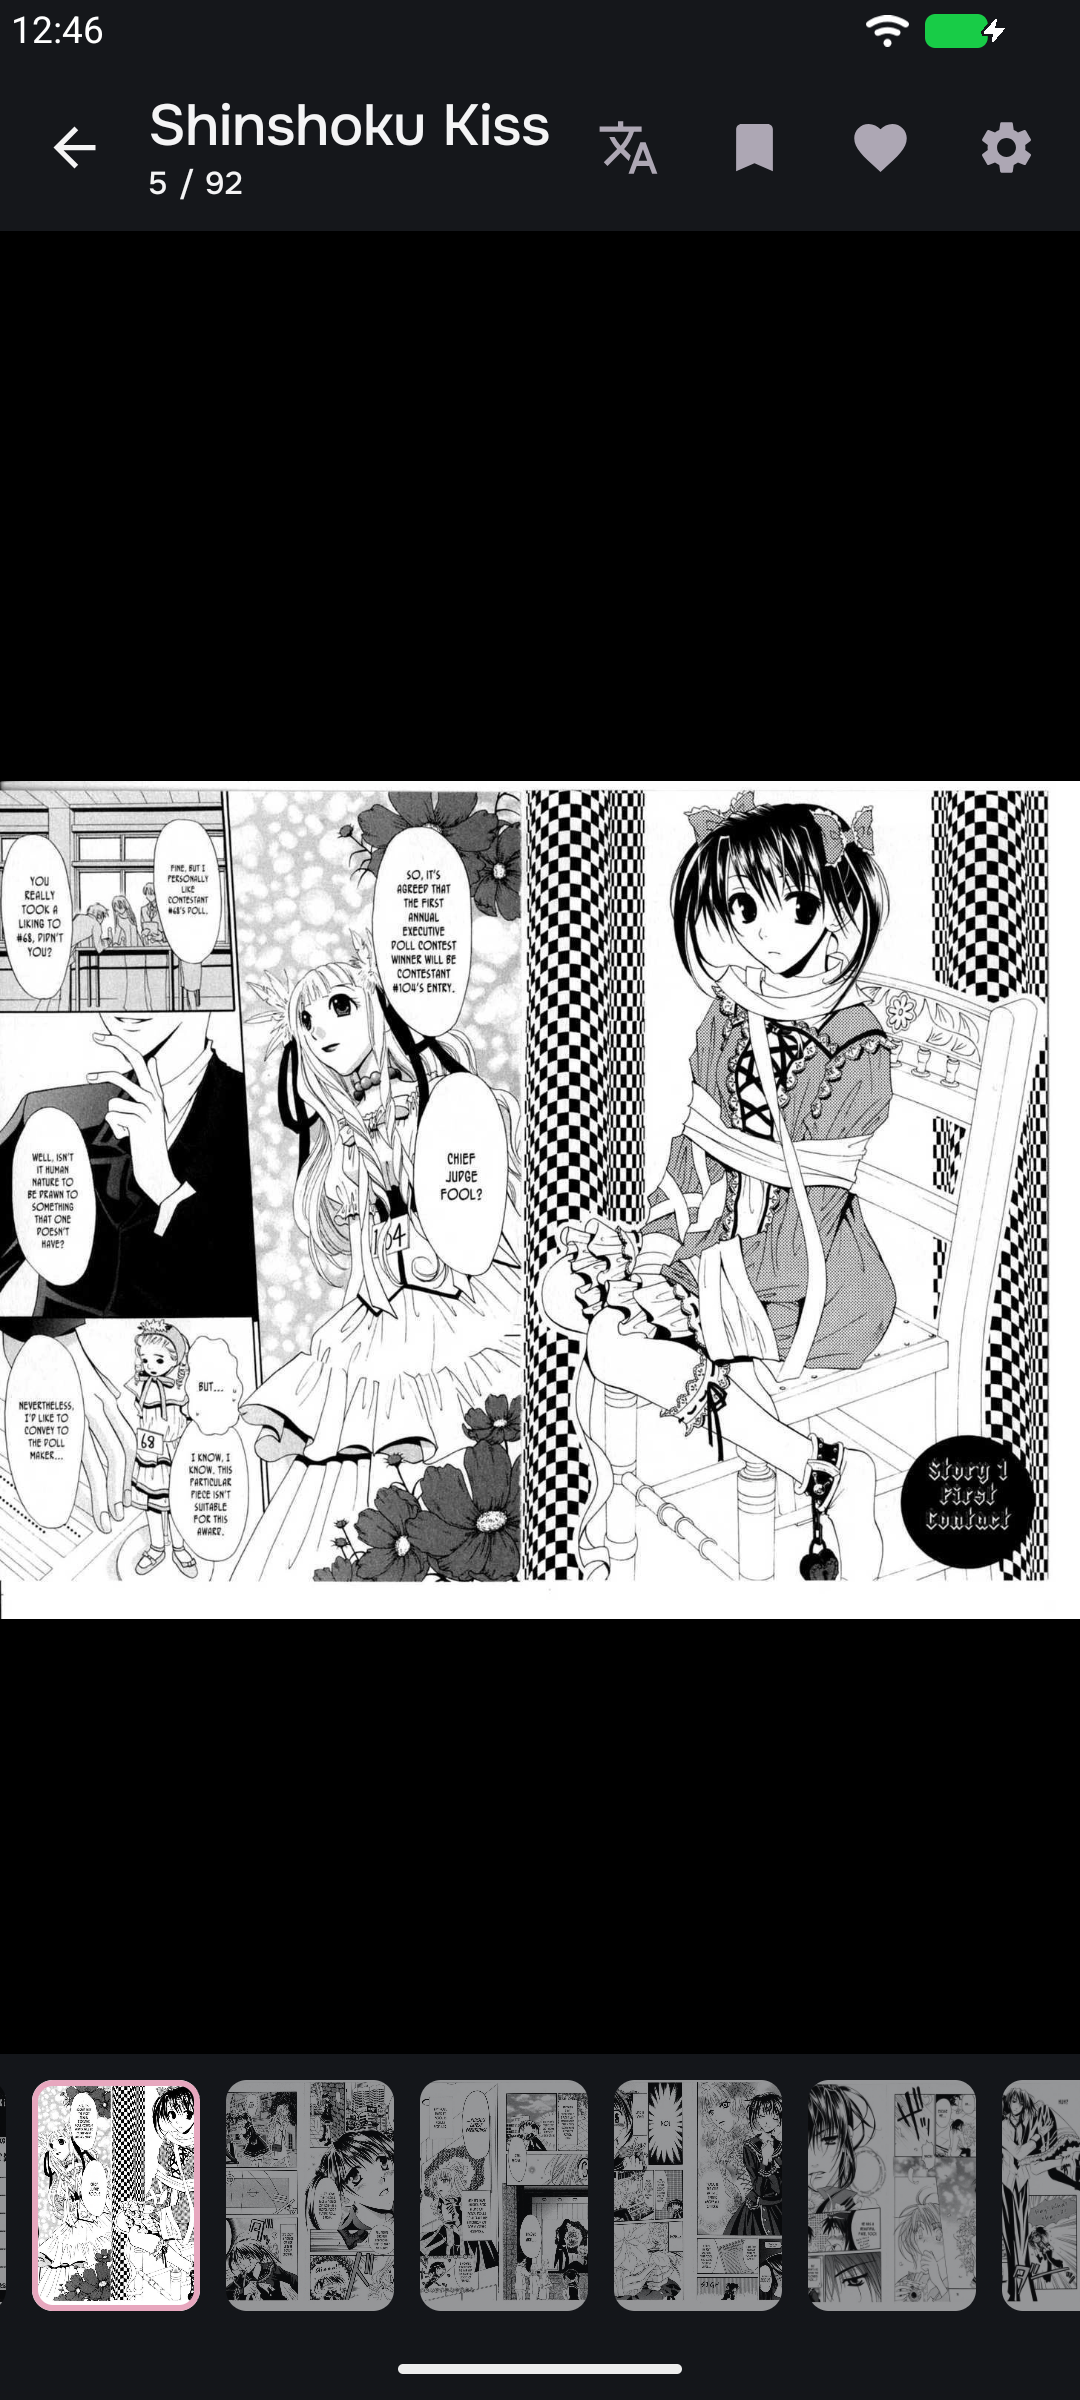 12:46
Shinshoku Kiss
5 / 92
Story 1
First
Contact
SO, IT'S
AGREED THAT
THE FIRST
ANNUAL
EXECUTIVE
DOLL CONTEST
WINNER WILL BE
CONTESTANT
#104'S ENTRY.
CHIEF
JUDGE
FOOL?
104
FINE, BUT I
PERSONALLY
LIKE
CONTESTANT
#68'S DOLL.
YOU
REALLY
TOOK A
LIKING TO
#68, DIDN'T
YOU?
WELL, ISN'T
IT HUMAN
NATURE TO
BE DRAWN TO
SOMETHING
THAT ONE
DOESN'T
HAVE?
BUT...
68
I KNOW, I
KNOW. THIS
PARTICULAR
PIECE ISN'T
SUITABLE
FOR THIS
AWARD.
NEVERTHELESS,
I'D LIKE TO
CONVEY TO
THE DOLL
MAKER...